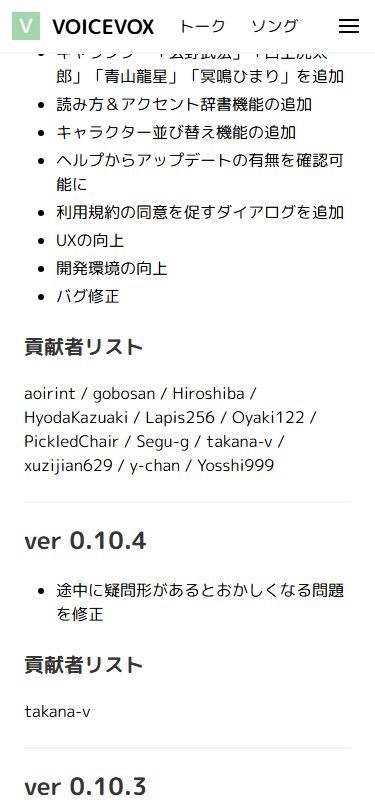 V VOICEVOX トーク ソング
郎」「青山龍星」「冥鳴ひまり」を追加
読み方＆アクセント辞書機能の追加
キャラクター並び替え機能の追加
ヘルプからアップデートの有無を確認可
能に
利用規約の同意を促すダイアログを追加
UXの向上
開発環境の向上
バグ修正
貢献者リスト
aoirint / gobosan / Hiroshiba /
HyodaKazuaki / Lapis256 / Oyaki122 /
PickledChair / Segu-g / takana-v /
xuzijian629 / y-chan / Yosshi999
ver 0.10.4
途中に疑問形があるとおかしくなる問題
を修正
貢献者リスト
takana-v
ver 0.10.3